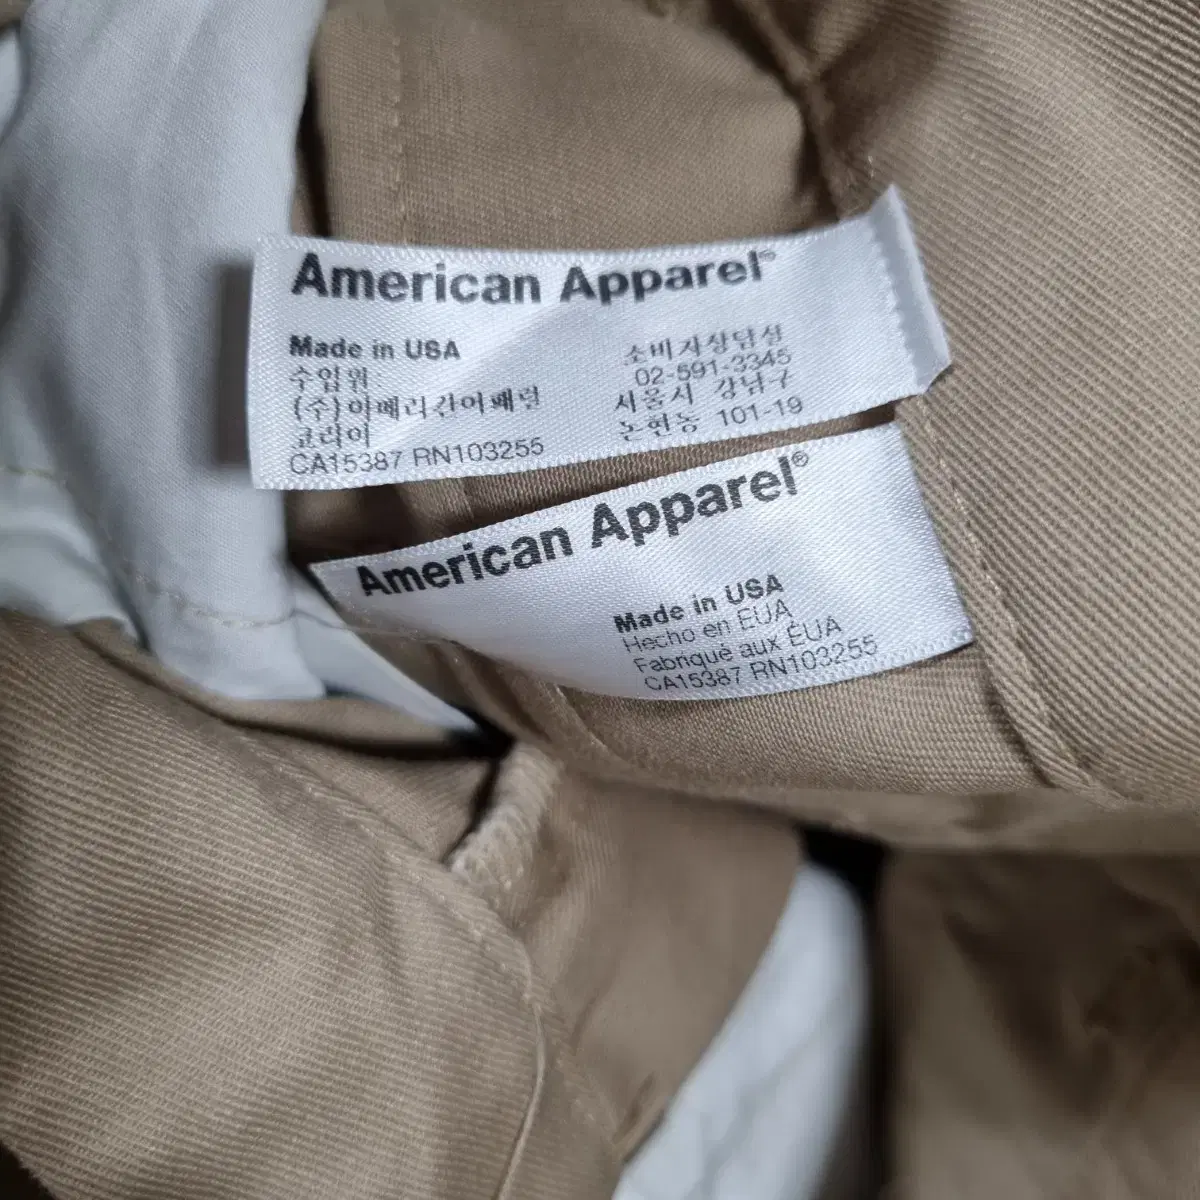 American Apparel®
Made in USA
수입원
(주)아메리칸어패럴
코리아
CA15387 RN103255
소비자상담실
02-591-3345
서울시 강남구
논현동 101-19
American Apparel®
Made in USA
Hecho en EUA
Fabriqué aux ÉUA
CA15387 RN103255